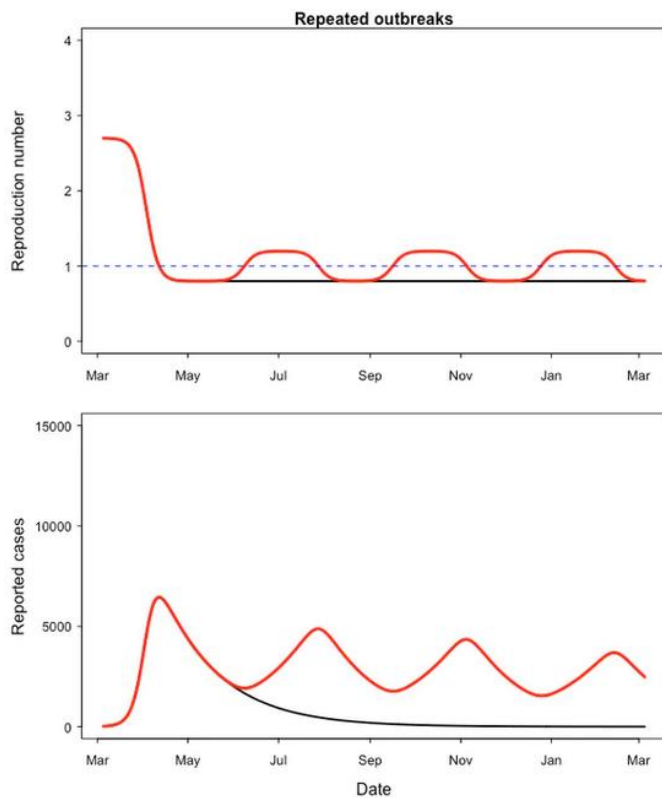 Repeated outbreaks
Reproduction number
4
3
2
1
0
Mar May Jul Sep Nov Jan Mar
Reported cases
15000
10000
5000
0
Mar May Jul Sep Nov Jan Mar
Date